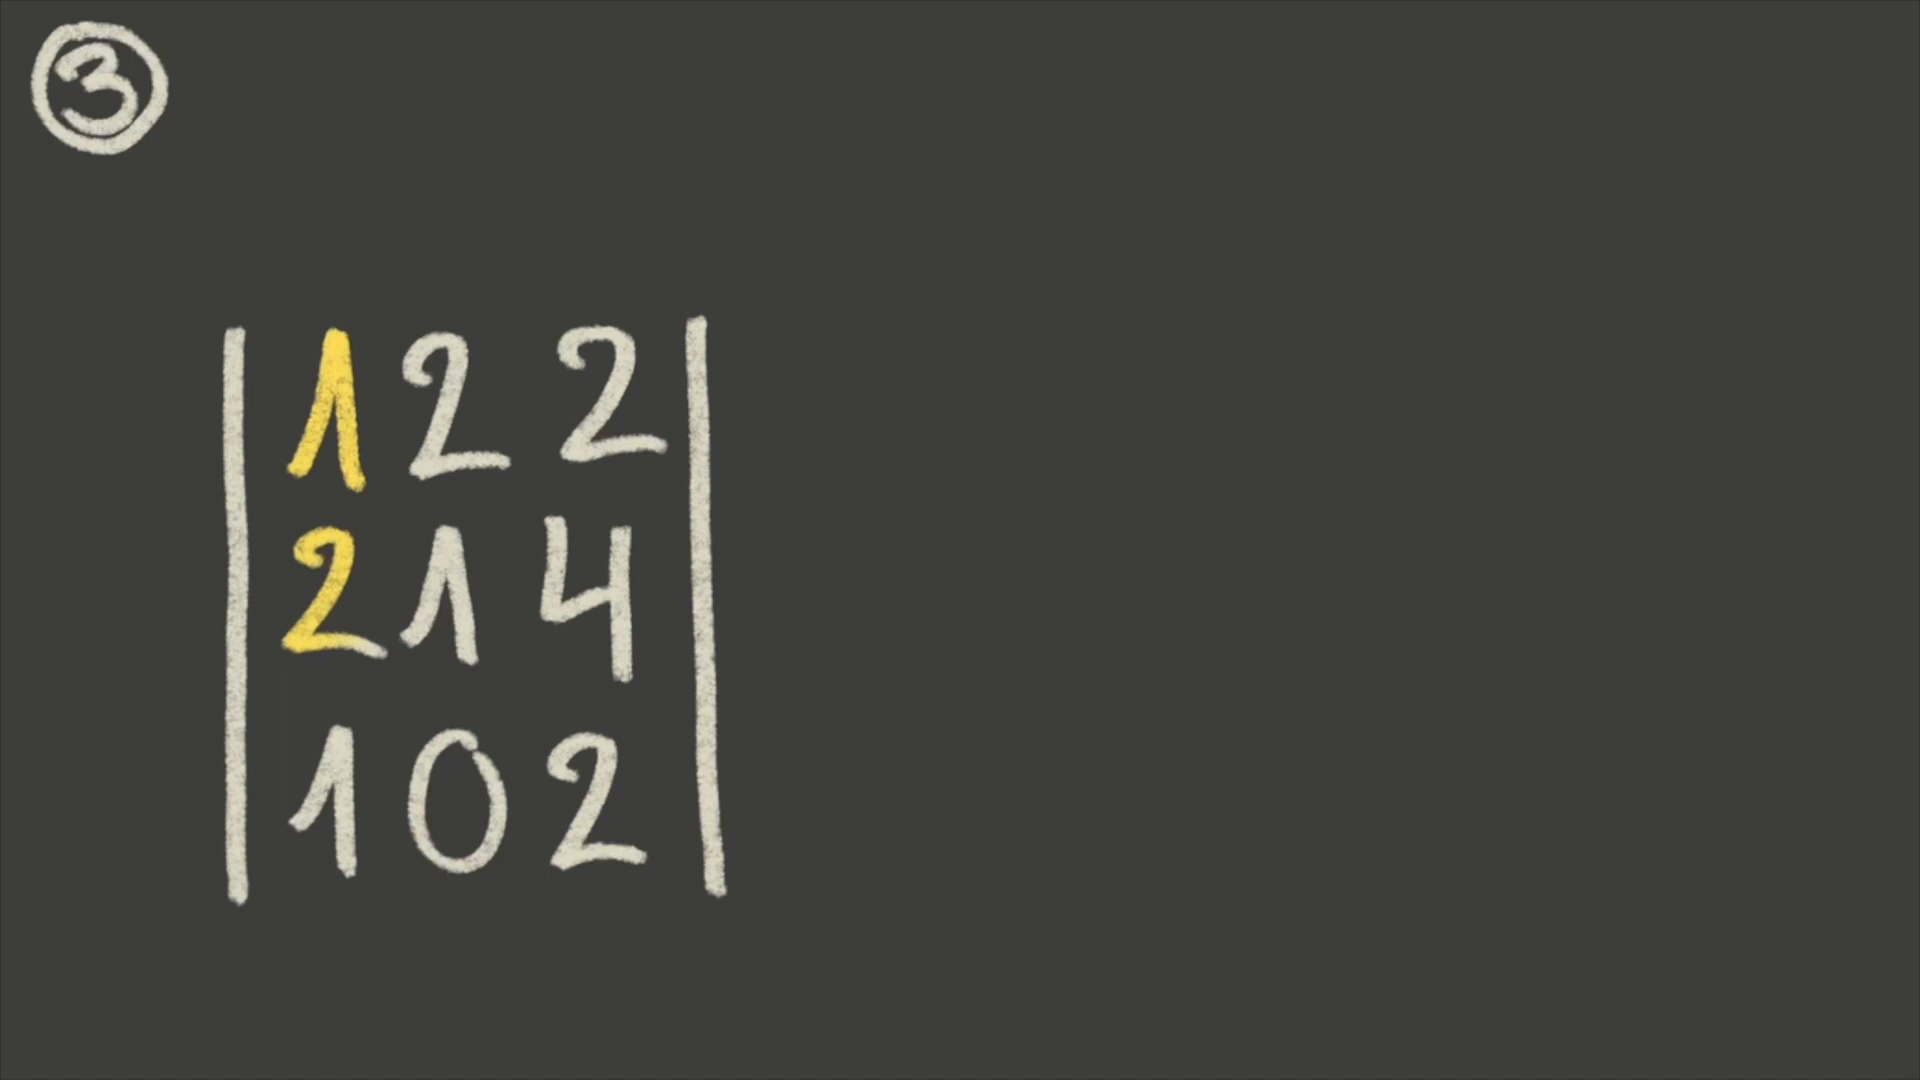 ③
| 1 2 2 |
| 2 1 4 |
| 1 0 2 |